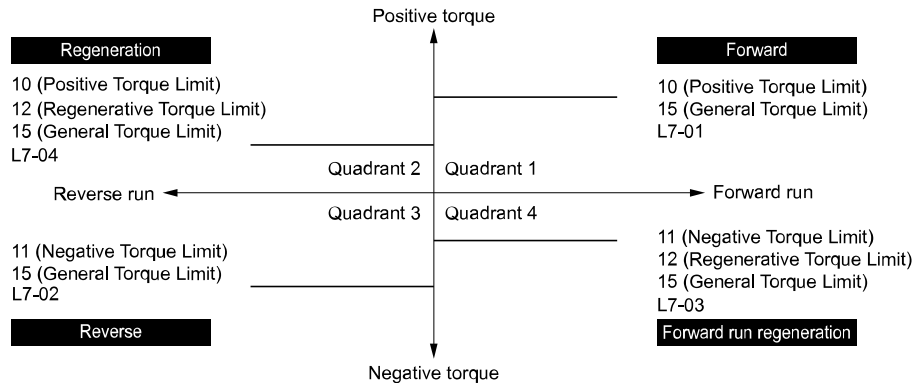 Positive torque
Regeneration
10 (Positive Torque Limit)
12 (Regenerative Torque Limit)
15 (General Torque Limit)
L7-04
Forward
10 (Positive Torque Limit)
15 (General Torque Limit)
L7-01
Quadrant 2
Quadrant 1
Reverse run
Forward run
Quadrant 3
Quadrant 4
11 (Negative Torque Limit)
15 (General Torque Limit)
L7-02
Reverse
11 (Negative Torque Limit)
12 (Regenerative Torque Limit)
15 (General Torque Limit)
L7-03
Forward run regeneration
Negative torque